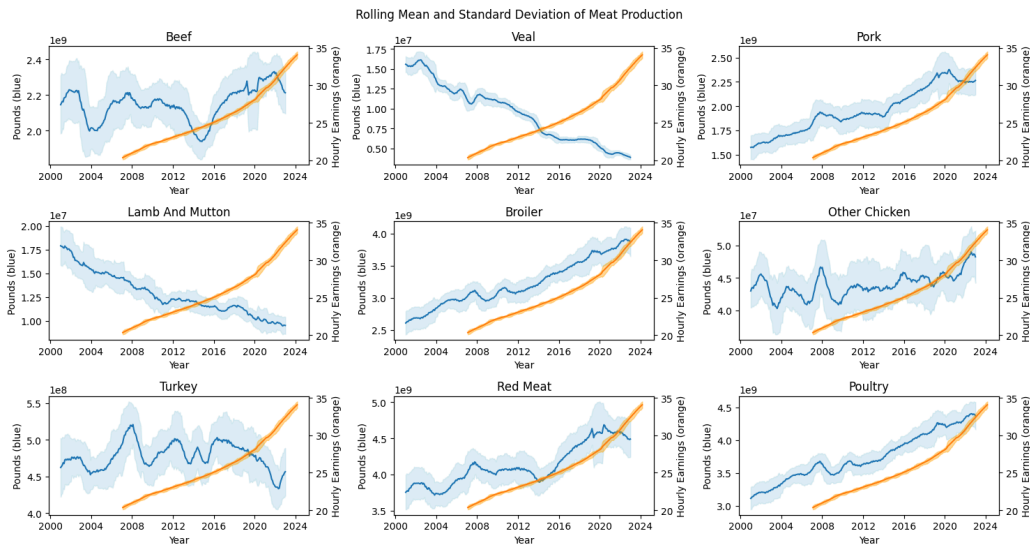 Rolling Mean and Standard Deviation of Meat Production
Beef
1e9
2.4
2.2
2.0
Pounds (blue)
35
30
25
20
Hourly Earnings (orange)
2000 2004 2008 2012 2016 2020 2024
Year
Veal
1e7
1.75
1.50
1.25
1.00
0.75
0.50
Pounds (blue)
35
30
25
20
Hourly Earnings (orange)
2000 2004 2008 2012 2016 2020 2024
Year
Pork
1e9
2.50
2.25
2.00
1.75
1.50
Pounds (blue)
35
30
25
20
Hourly Earnings (orange)
2000 2004 2008 2012 2016 2020 2024
Year
Lamb And Mutton
1e7
2.00
1.75
1.50
1.25
1.00
Pounds (blue)
35
30
25
20
Hourly Earnings (orange)
2000 2004 2008 2012 2016 2020 2024
Year
Broiler
1e9
4.0
3.5
3.0
2.5
Pounds (blue)
35
30
25
20
Hourly Earnings (orange)
2000 2004 2008 2012 2016 2020 2024
Year
Other Chicken
1e7
5.0
4.5
4.0
Pounds (blue)
35
30
25
20
Hourly Earnings (orange)
2000 2004 2008 2012 2016 2020 2024
Year
Turkey
1e8
5.5
5.0
4.5
4.0
Pounds (blue)
35
30
25
20
Hourly Earnings (orange)
2000 2004 2008 2012 2016 2020 2024
Year
Red Meat
1e9
5.0
4.5
4.0
3.5
Pounds (blue)
35
30
25
20
Hourly Earnings (orange)
2000 2004 2008 2012 2016 2020 2024
Year
Poultry
1e9
4.5
4.0
3.5
3.0
Pounds (blue)
35
30
25
20
Hourly Earnings (orange)
2000 2004 2008 2012 2016 2020 2024
Year